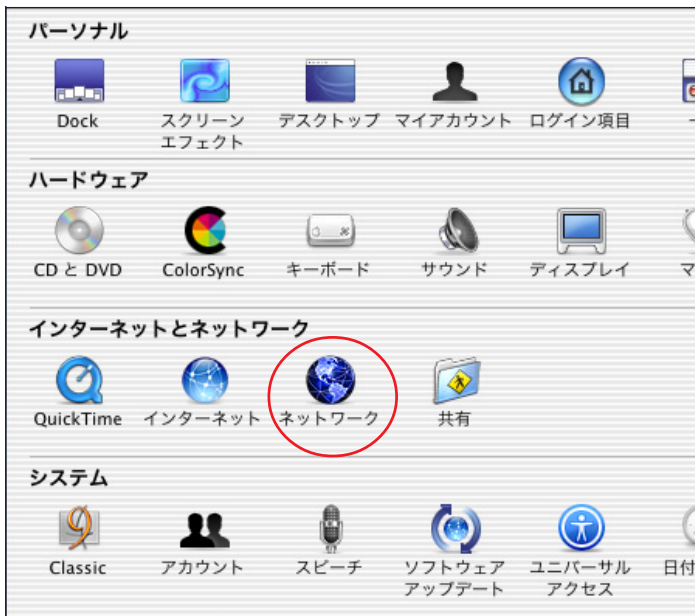 パーソナル
Dock スクリーン デスクトップ マイアカウント ログイン項目
エフェクト
ハードウェア
CD と DVD ColorSync キーボード サウンド ディスプレイ マ
インターネットとネットワーク
QuickTime インターネット ネットワーク 共有
システム
Classic アカウント スピーチ ソフトウェア ユニバーサル 日付
アップデート アクセス